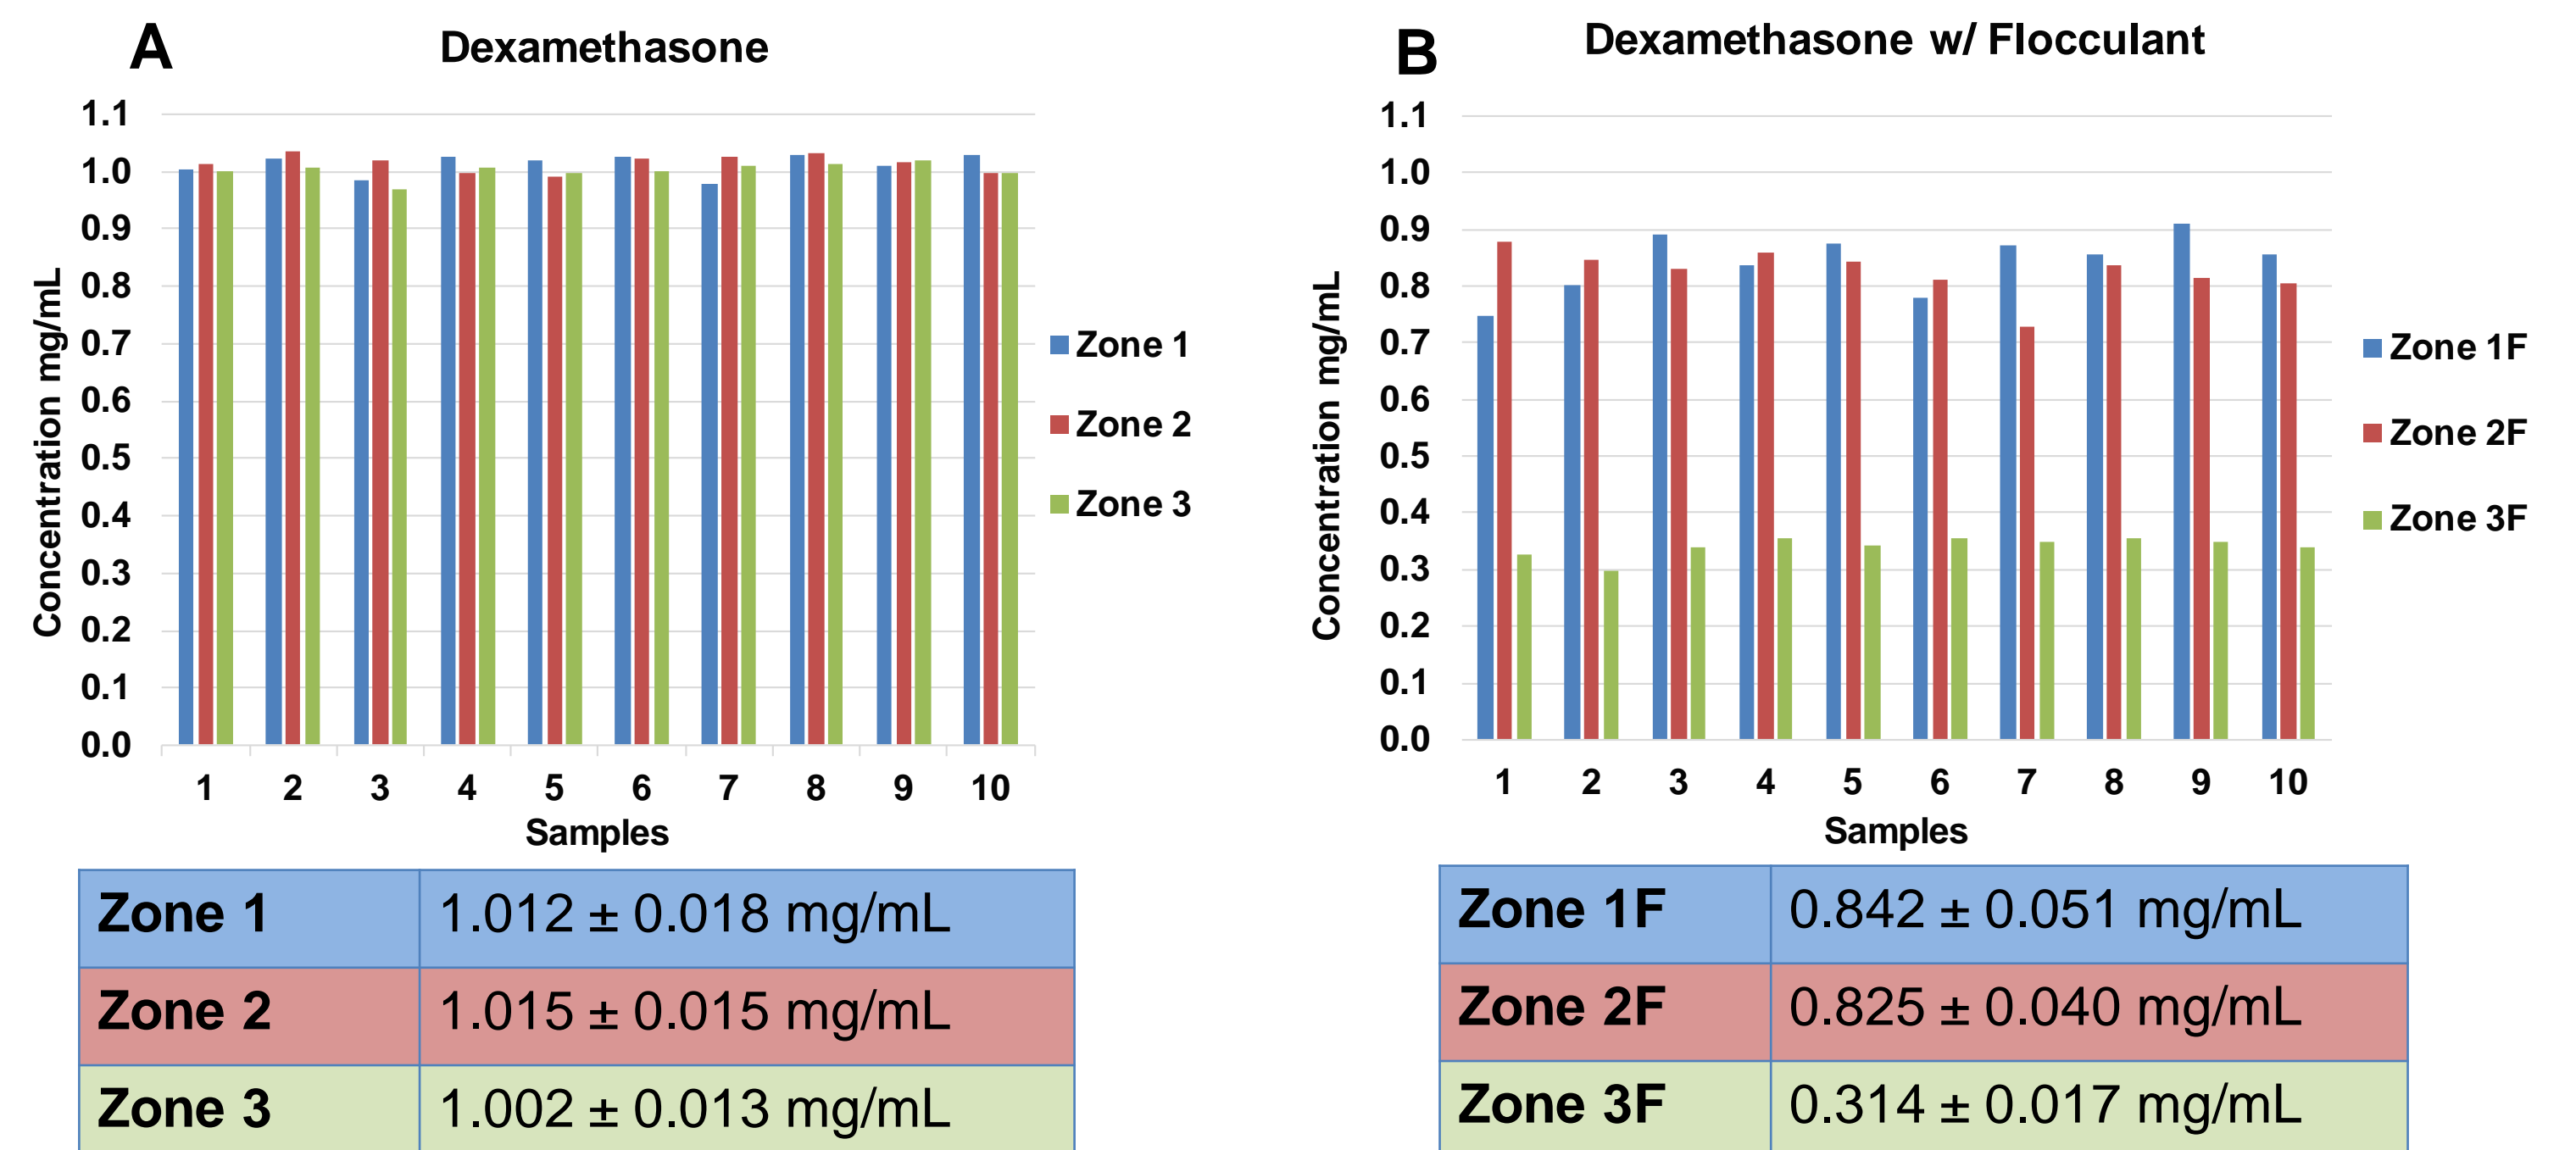 A
Dexamethasone
1.1
1.0
0.9
0.8
0.7
0.6
0.5
0.4
0.3
0.2
0.1
0.0
Concentration mg/mL
1 2 3 4 5 6 7 8 9 10
Samples
Zone 1
Zone 2
Zone 3
Zone 1 1.012 ± 0.018 mg/mL
Zone 2 1.015 ± 0.015 mg/mL
Zone 3 1.002 ± 0.013 mg/mL
B
Dexamethasone w/ Flocculant
1.1
1.0
0.9
0.8
0.7
0.6
0.5
0.4
0.3
0.2
0.1
0.0
Concentration mg/mL
1 2 3 4 5 6 7 8 9 10
Samples
Zone 1F
Zone 2F
Zone 3F
Zone 1F 0.842 ± 0.051 mg/mL
Zone 2F 0.825 ± 0.040 mg/mL
Zone 3F 0.314 ± 0.017 mg/mL